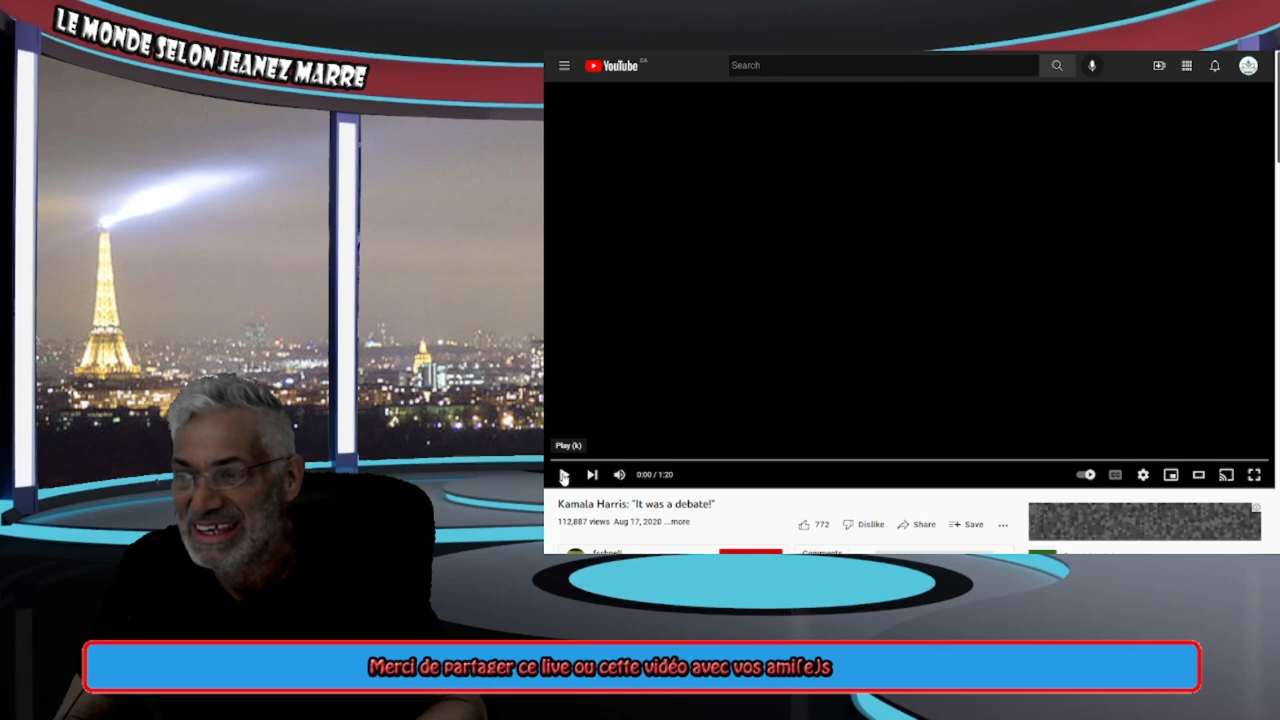 LE MONDE SELON JEANEZ MARRE
YouTube CA
Search
Play (k)
0:00 / 1:20
Kamala Harris: "It was a debate!"
112,887 views Aug 17, 2020 ...more
772 Dislike Share Save
Comments
Merci de partager ce live ou cette vidéo avec vos ami(e)s